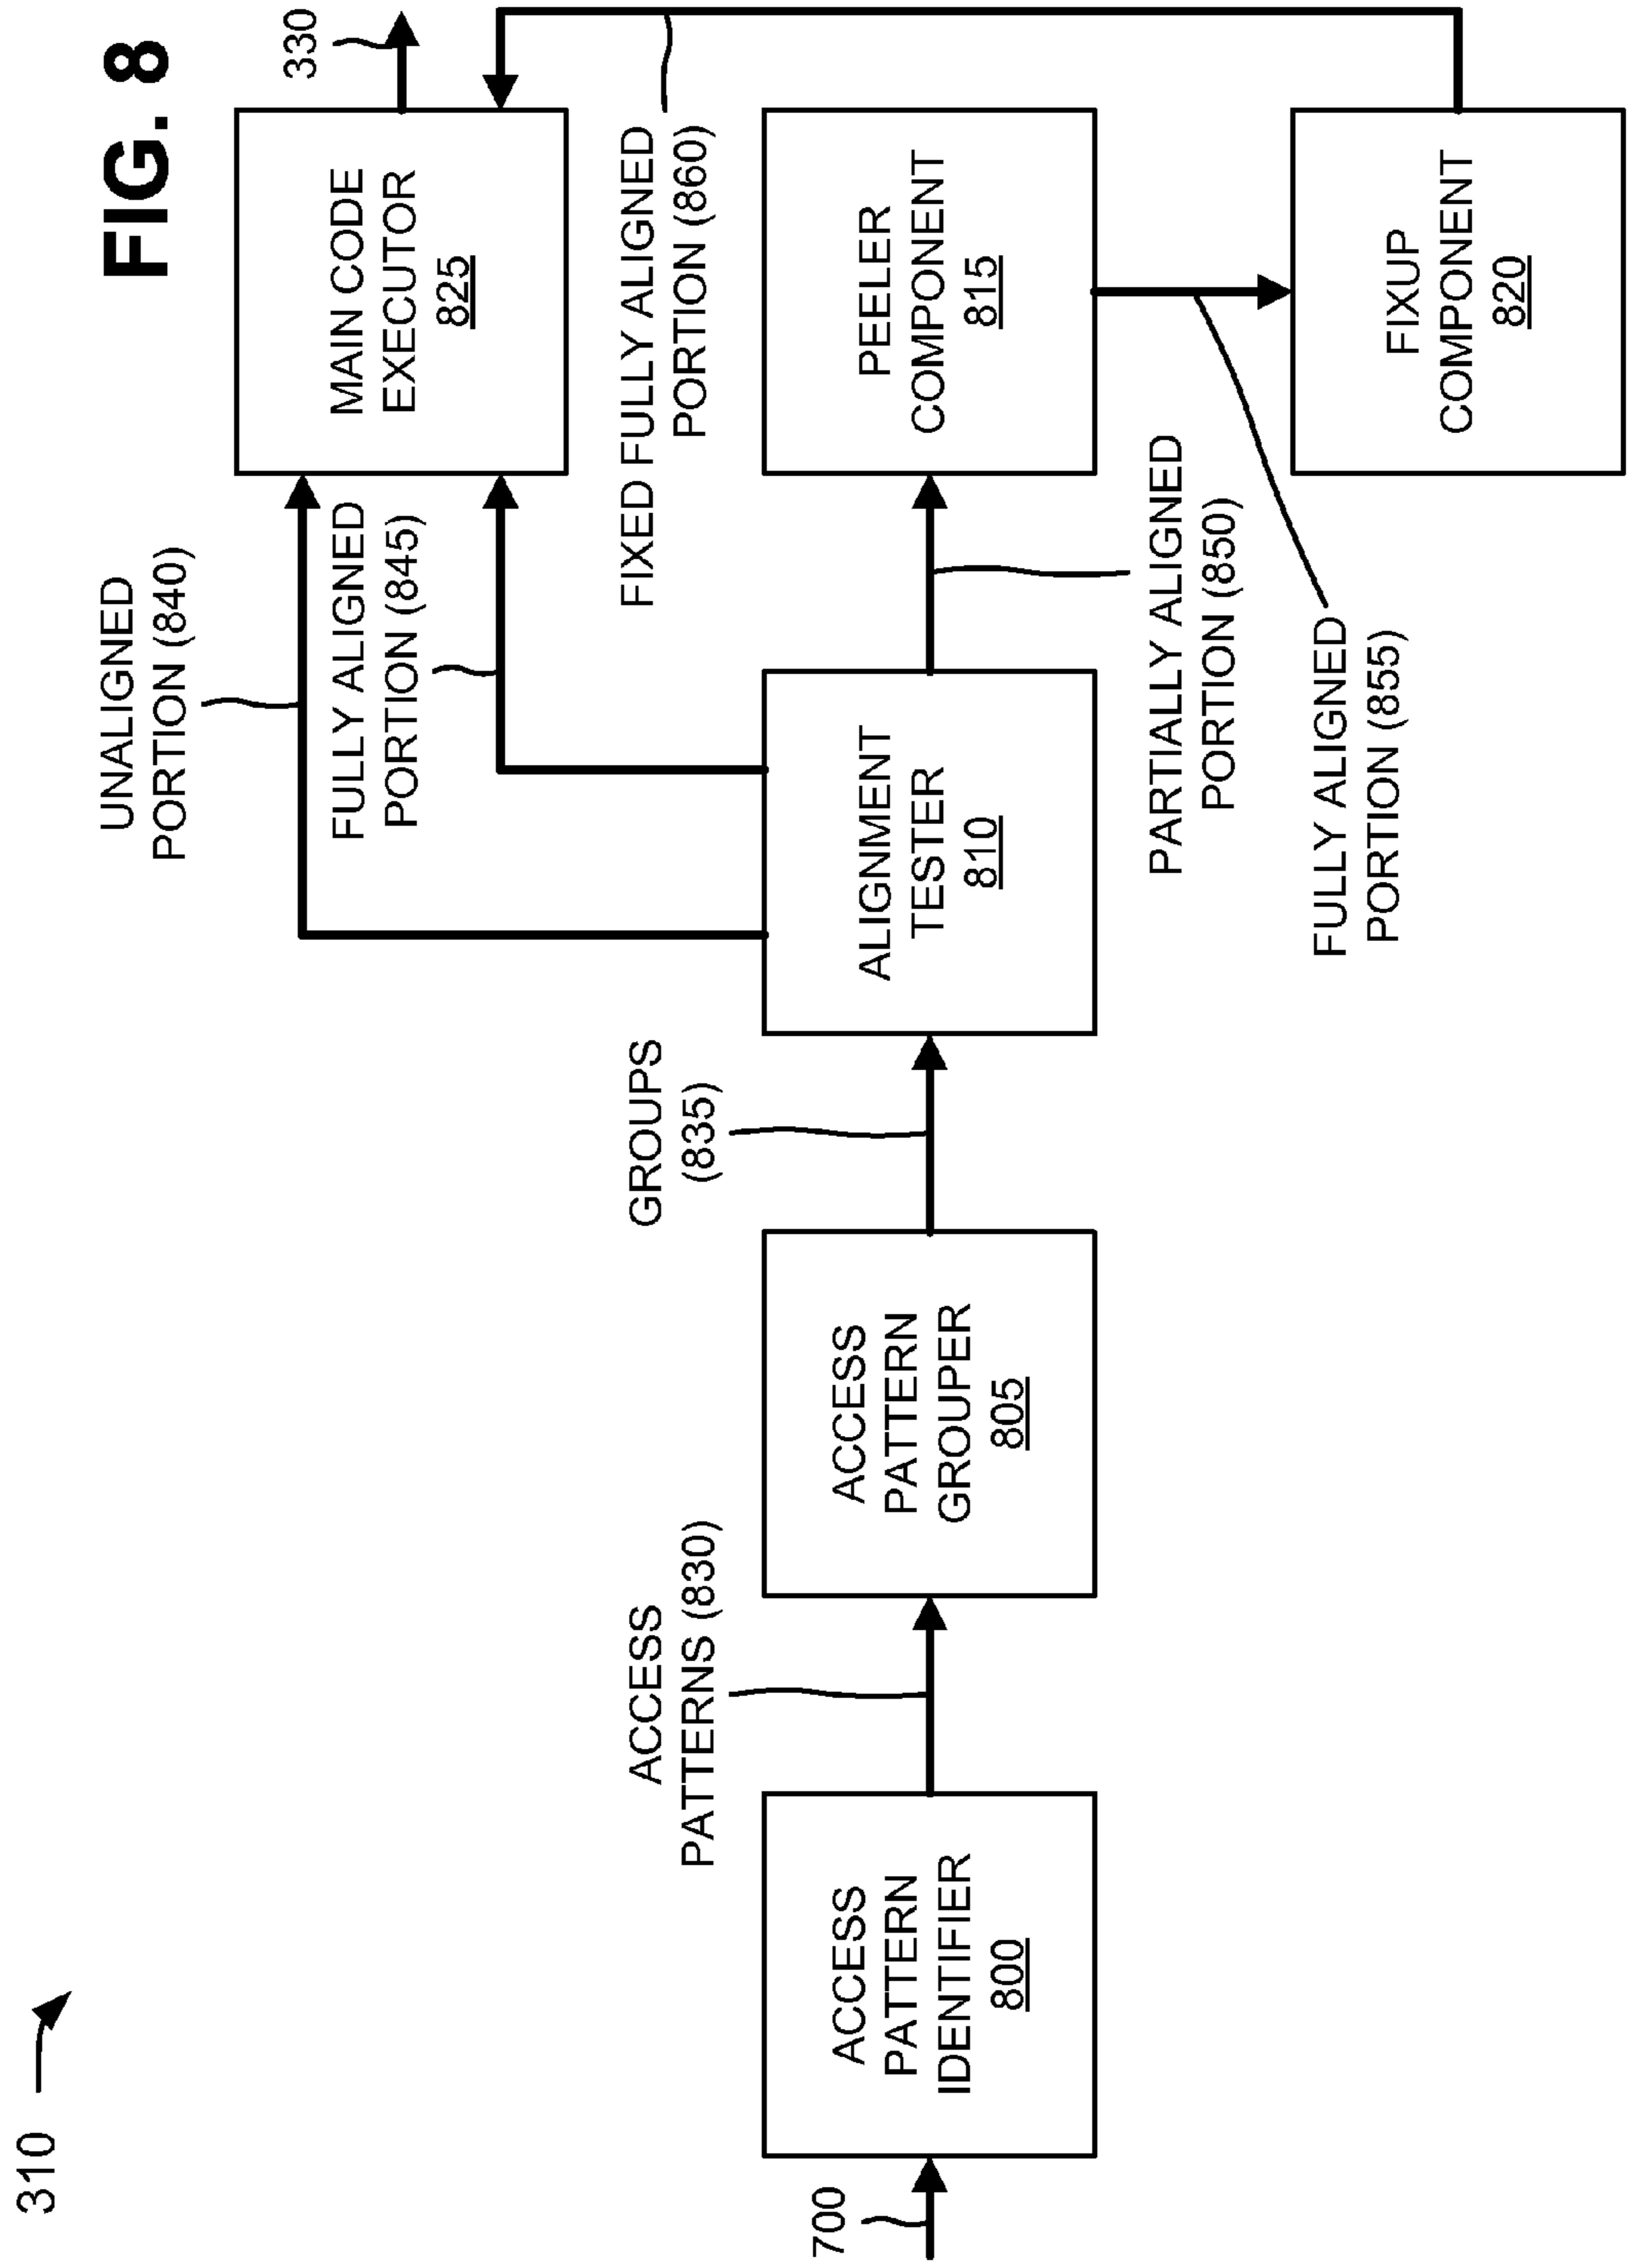 FIG. 8
310
700
ACCESS
PATTERN
IDENTIFIER
800
ACCESS
PATTERNS (830)
ACCESS
PATTERN
GROUPER
805
GROUPS
(835)
ALIGNMENT
TESTER
810
UNALIGNED
PORTION (840)
FULLY ALIGNED
PORTION (845)
MAIN CODE
EXECUTOR
825
330
FIXED FULLY ALIGNED
PORTION (860)
PEELER
COMPONENT
815
PARTIALLY ALIGNED
PORTION (850)
FULLY ALIGNED
PORTION (855)
FIXUP
COMPONENT
820